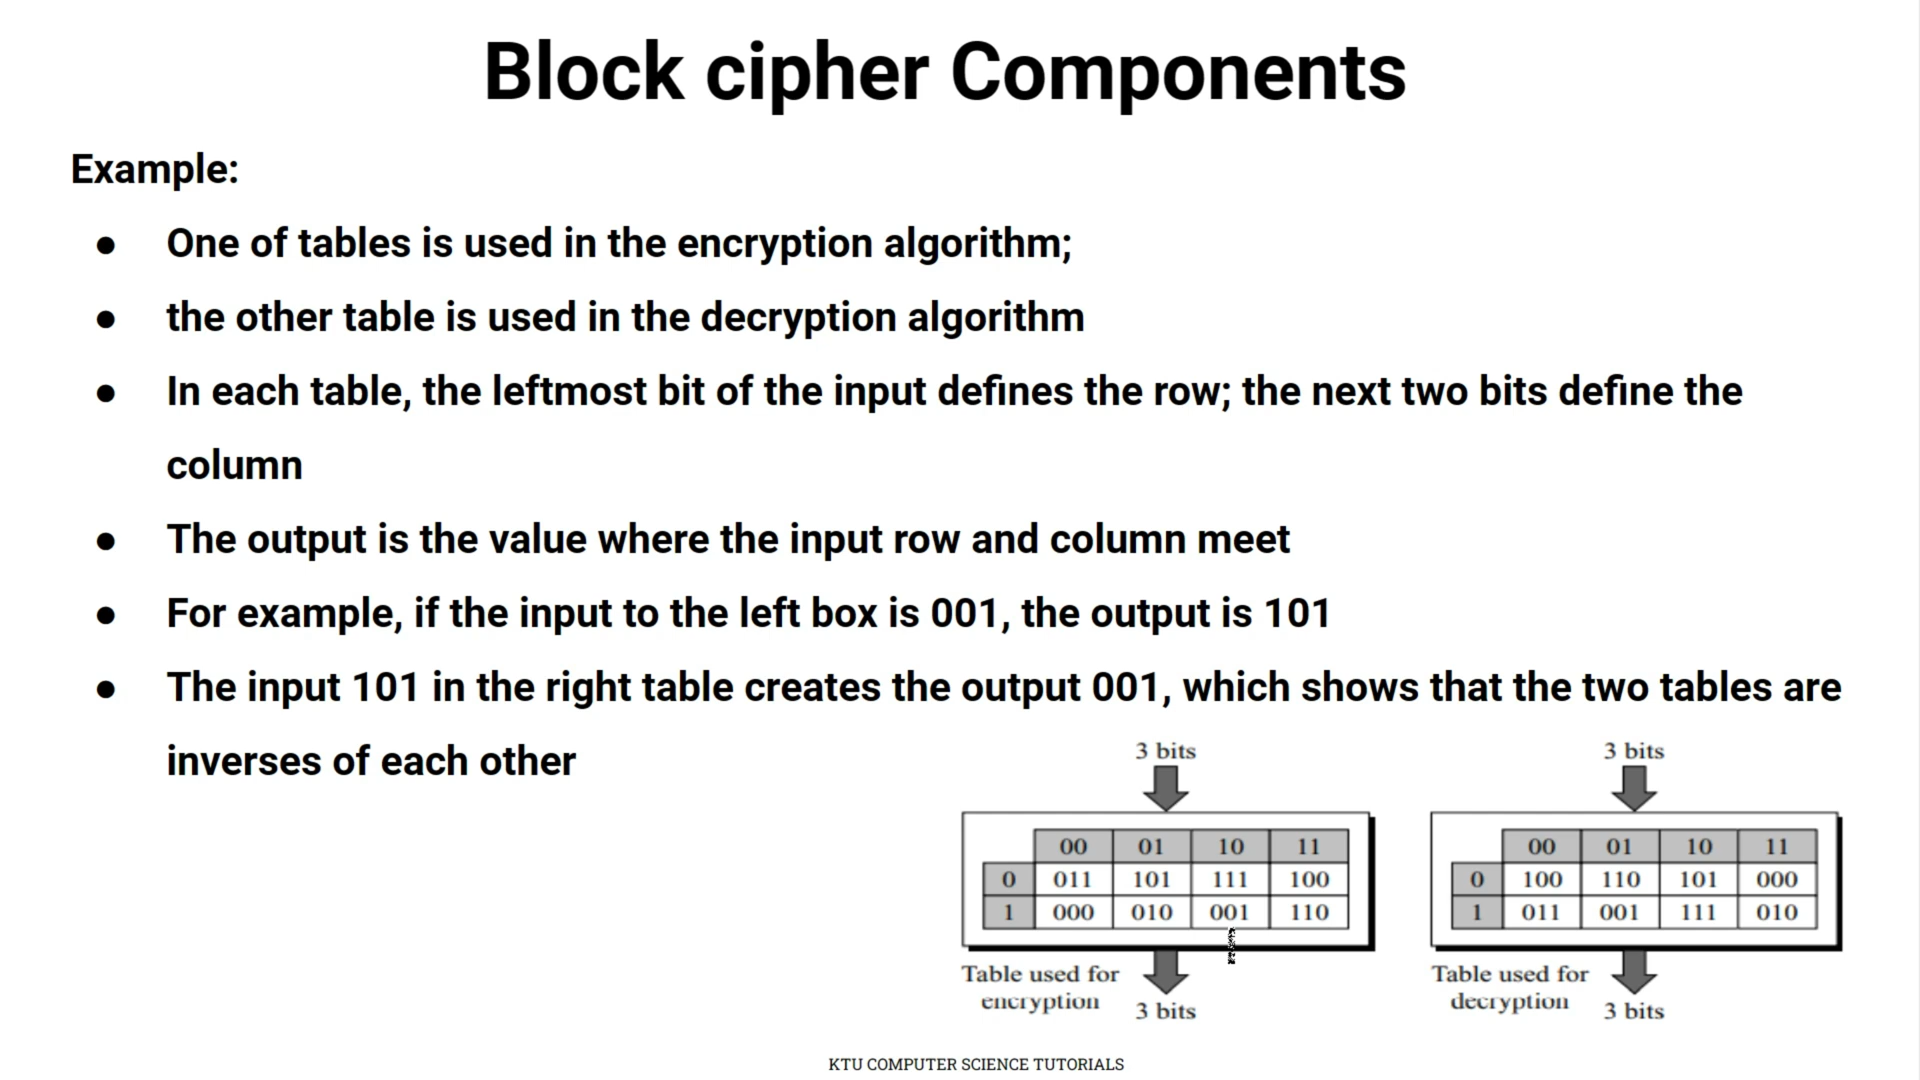 Block cipher Components
Example:
● One of tables is used in the encryption algorithm;
● the other table is used in the decryption algorithm
● In each table, the leftmost bit of the input defines the row; the next two bits define the
column
● The output is the value where the input row and column meet
● For example, if the input to the left box is 001, the output is 101
● The input 101 in the right table creates the output 001, which shows that the two tables are
inverses of each other
3 bits
00 01 10 11
0 011 101 111 100
1 000 010 001 110
Table used for
encryption
3 bits
3 bits
00 01 10 11
0 100 110 101 000
1 011 001 111 010
Table used for
decryption
3 bits
KTU COMPUTER SCIENCE TUTORIALS